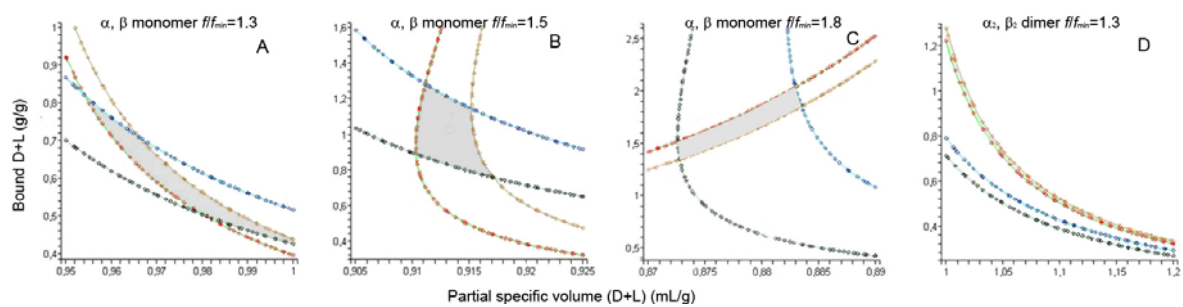 α, β monomer f/fmin=1.3
A
α, β monomer f/fmin=1.5
B
α, β monomer f/fmin=1.8
C
α2, β2 dimer f/fmin=1.3
D
Bound D+L (g/g)
1
0,9
0,8
0,7
0,6
0,5
0,4
0,95 0,96 0,97 0,98 0,99 1
1,6
1,4
1,2
1
0,8
0,6
0,4
0,905 0,91 0,915 0,92 0,925
2,5
2
1,5
1
0,5
0,87 0,875 0,88 0,885 0,89
1,2
1
0,8
0,6
0,4
1 1,05 1,1 1,15 1,2
Partial specific volume (D+L) (mL/g)